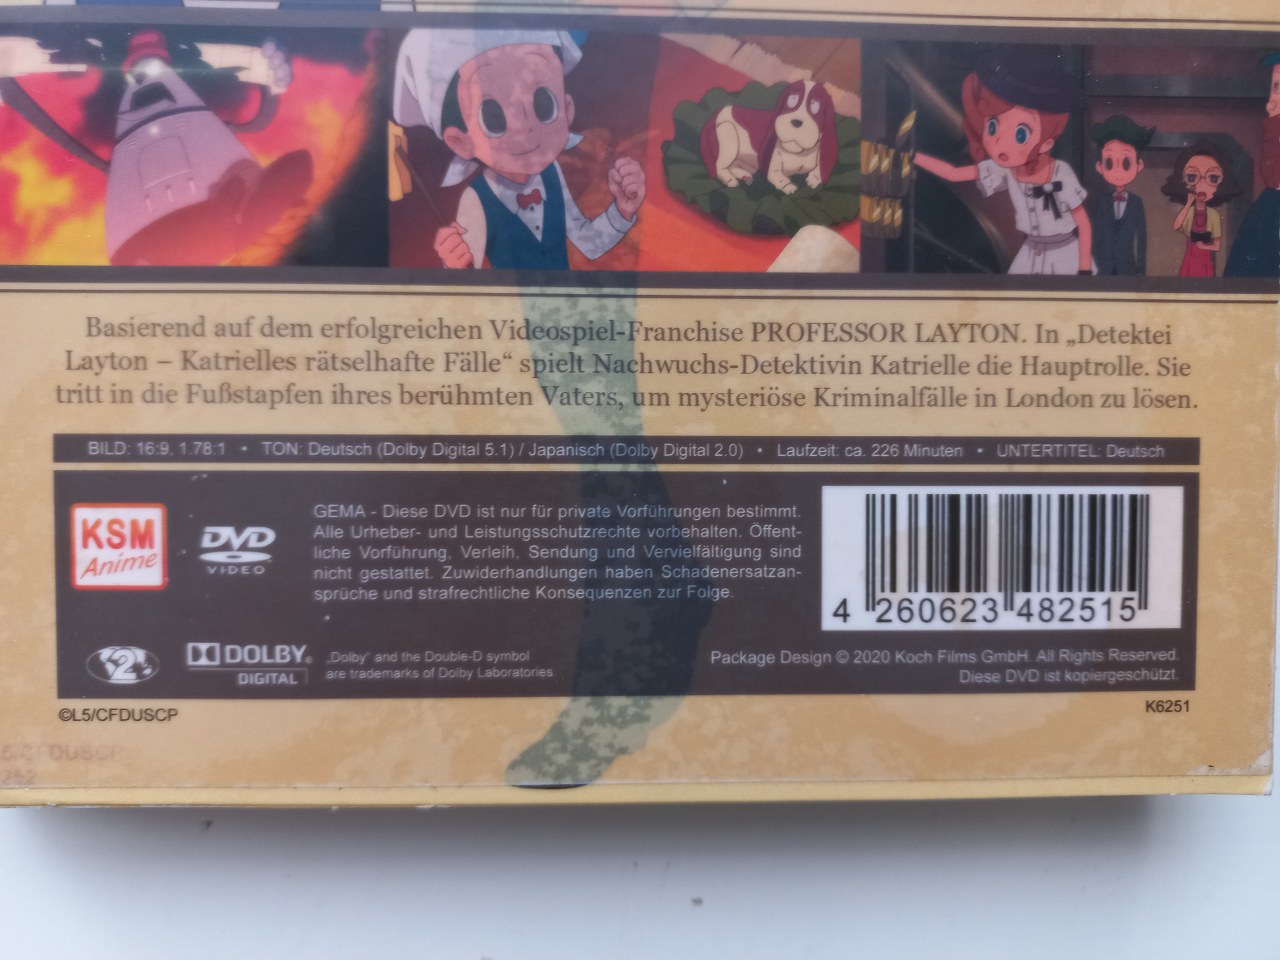 Basierend auf dem erfolgreichen Videospiel-Franchise PROFESSOR LAYTON. In „Detektei
Layton – Katrielles rätselhafte Fälle“ spielt Nachwuchs-Detektivin Katrielle die Hauptrolle. Sie
tritt in die Fußstapfen ihres berühmten Vaters, um mysteriöse Kriminalfälle in London zu lösen.
BILD: 16:9, 1.78:1 • TON: Deutsch (Dolby Digital 5.1) / Japanisch (Dolby Digital 2.0) • Laufzeit: ca. 226 Minuten • UNTERTITEL: Deutsch
KSM
Anime
DVD
VIDEO
GEMA - Diese DVD ist nur für private Vorführungen bestimmt.
Alle Urheber- und Leistungsschutzrechte vorbehalten. Öffent-
liche Vorführung, Verleih, Sendung und Vervielfältigung sind
nicht gestattet. Zuwiderhandlungen haben Schadenersatzan-
sprüche und strafrechtliche Konsequenzen zur Folge.
4 260623 482515
2
DOLBY
DIGITAL
„Dolby“ and the Double-D symbol
are trademarks of Dolby Laboratories
Package Design © 2020 Koch Films GmbH. All Rights Reserved.
Diese DVD ist kopiergeschützt.
©L5/CFDUSCP
K6251
5/CFDUSCP
252